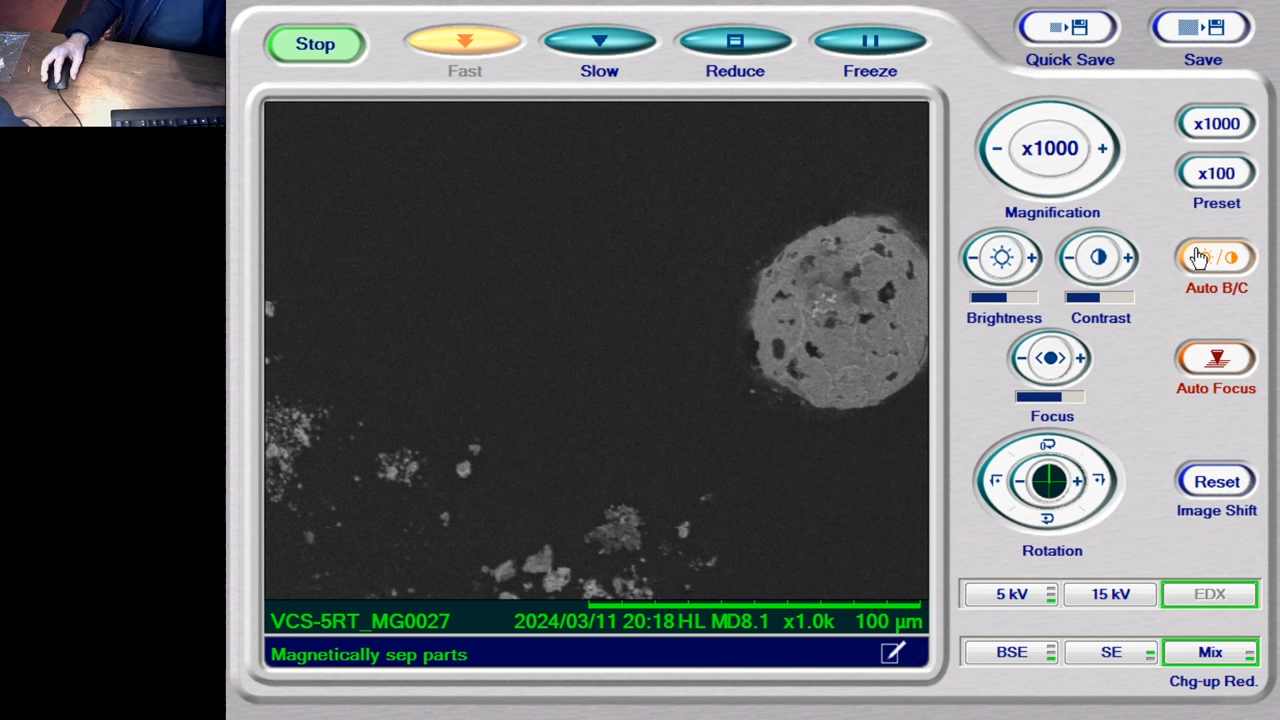 Stop
Fast
Slow
Reduce
Freeze
Quick Save
Save
x1000
Magnification
x1000
x100
Preset
Brightness
Contrast
Auto B/C
Focus
Auto Focus
Rotation
Reset
Image Shift
5 kV
15 kV
EDX
BSE
SE
Mix
Chg-up Red.
VCS-5RT_MG0027 2024/03/11 20:18 HL MD8.1 x1.0k 100 µm
Magnetically sep parts